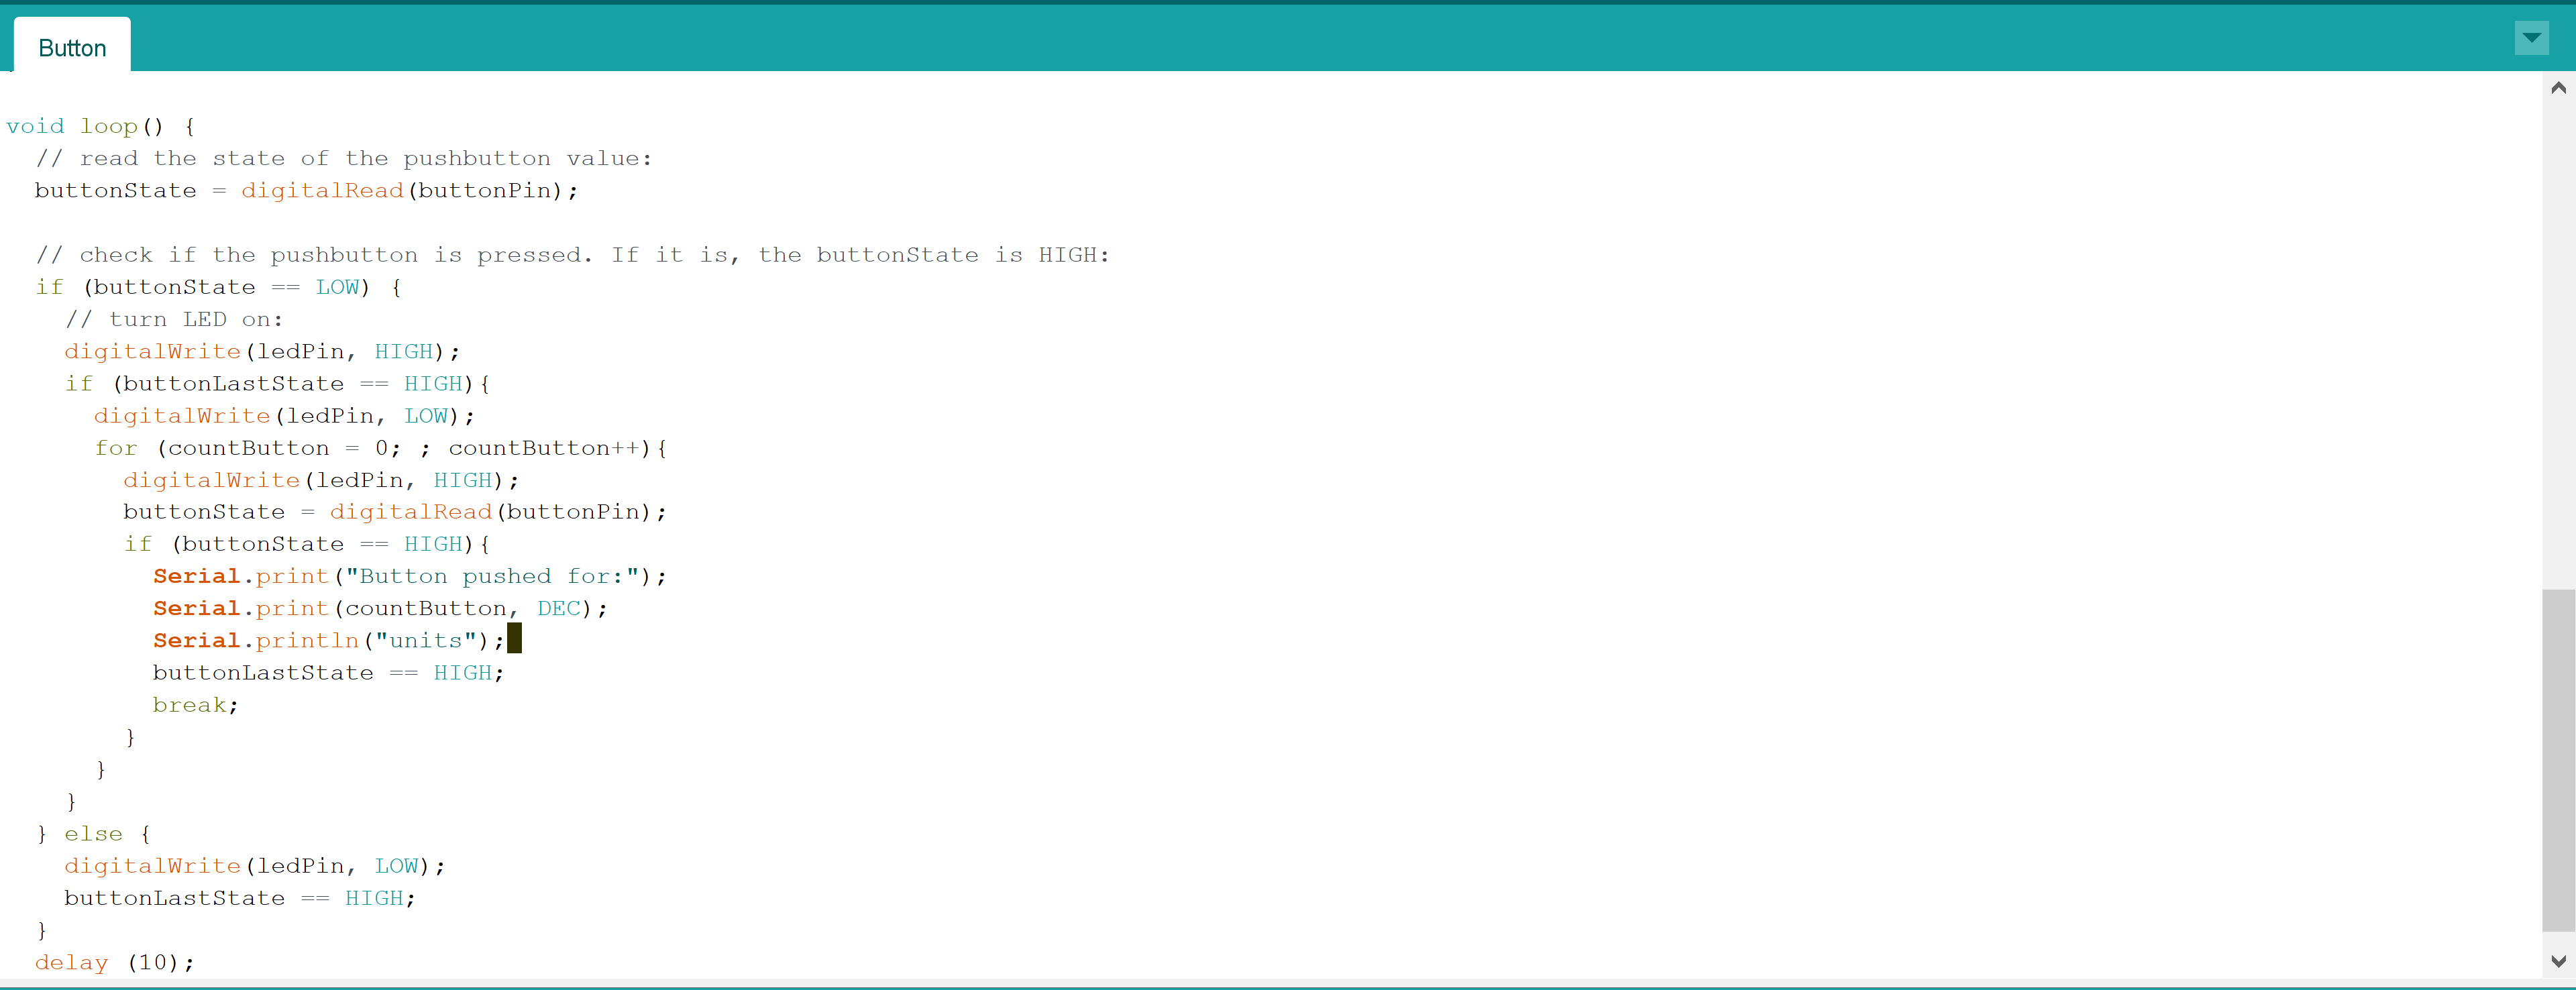 Button
void loop() {
  // read the state of the pushbutton value:
  buttonState = digitalRead(buttonPin);
  // check if the pushbutton is pressed. If it is, the buttonState is HIGH:
  if (buttonState == LOW) {
    // turn LED on:
    digitalWrite(ledPin, HIGH);
    if (buttonLastState == HIGH){
      digitalWrite(ledPin, LOW);
      for (countButton = 0; ; countButton++){
        digitalWrite(ledPin, HIGH);
        buttonState = digitalRead(buttonPin);
        if (buttonState == HIGH){
          Serial.print("Button pushed for:");
          Serial.print(countButton, DEC);
          Serial.println("units");
          buttonLastState == HIGH;
          break;
        }
      }
    }
  } else {
    digitalWrite(ledPin, LOW);
    buttonLastState == HIGH;
  }
  delay (10);